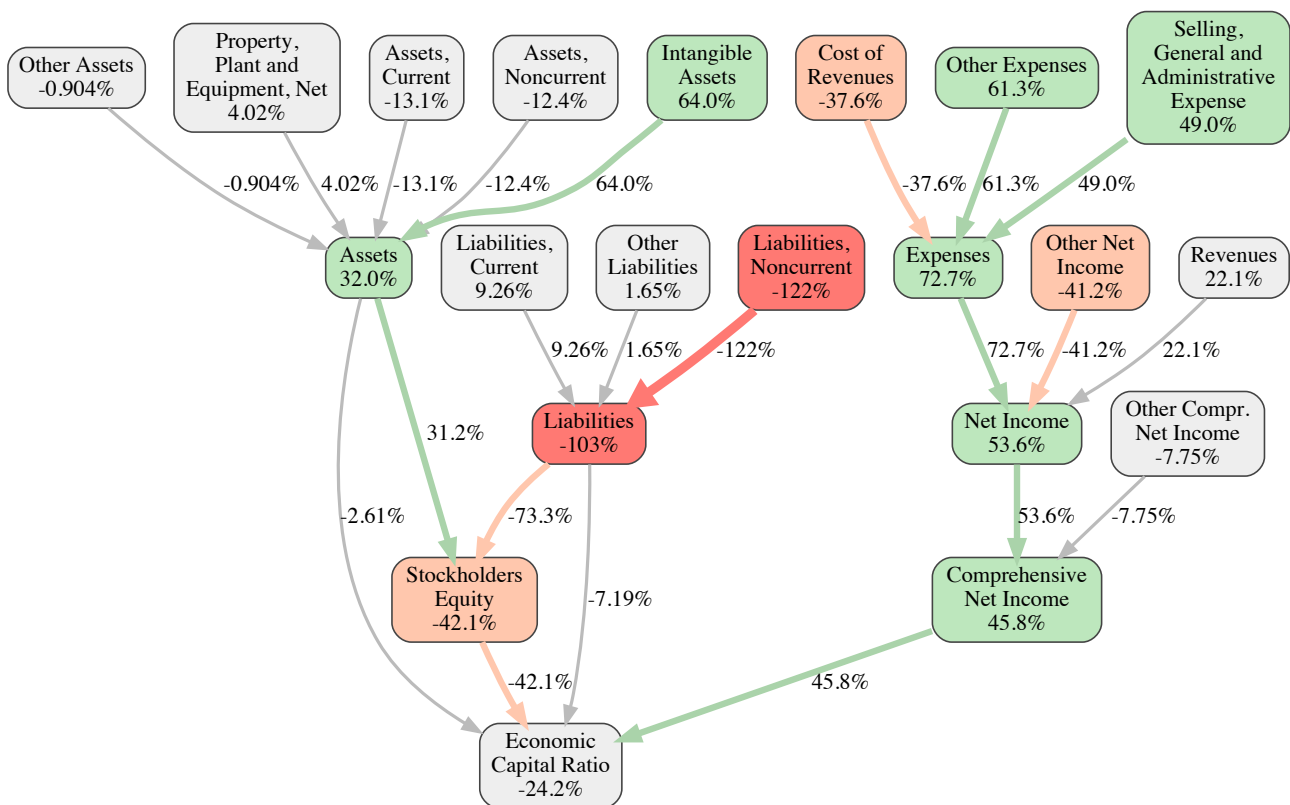 Other Assets
-0.904%
Property,
Plant and
Equipment, Net
4.02%
Assets,
Current
-13.1%
Assets,
Noncurrent
-12.4%
Intangible
Assets
64.0%
Cost of
Revenues
-37.6%
Other Expenses
61.3%
Selling,
General and
Administrative
Expense
49.0%
-0.904%
4.02%
-13.1%
-12.4%
64.0%
-37.6%
61.3%
49.0%
Assets
32.0%
Liabilities,
Current
9.26%
Other
Liabilities
1.65%
Liabilities,
Noncurrent
-122%
Expenses
72.7%
Other Net
Income
-41.2%
Revenues
22.1%
9.26%
1.65%
-122%
72.7%
-41.2%
22.1%
31.2%
Liabilities
-103%
Net Income
53.6%
Other Compr.
Net Income
-7.75%
-2.61%
-73.3%
53.6%
-7.75%
Stockholders
Equity
-42.1%
-7.19%
Comprehensive
Net Income
45.8%
-42.1%
45.8%
Economic
Capital Ratio
-24.2%